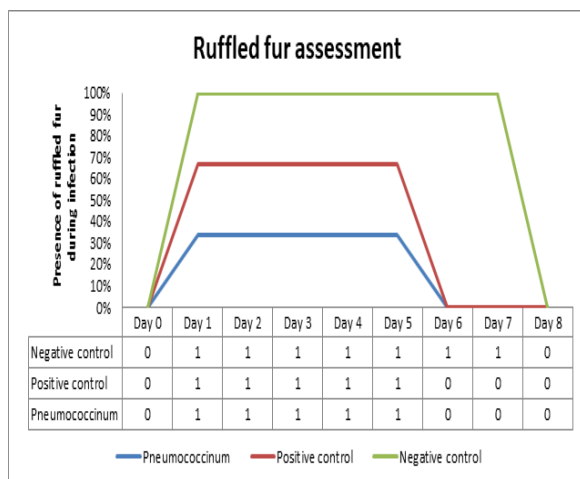 Ruffled fur assessment
Presence of ruffled fur
during infection
100%
90%
80%
70%
60%
50%
40%
30%
20%
10%
0%
Day 0 Day 1 Day 2 Day 3 Day 4 Day 5 Day 6 Day 7 Day 8
Negative control 0 1 1 1 1 1 1 1 0
Positive control 0 1 1 1 1 1 0 0 0
Pneumococcinum 0 1 1 1 1 1 0 0 0
Pneumococcinum Positive control Negative control